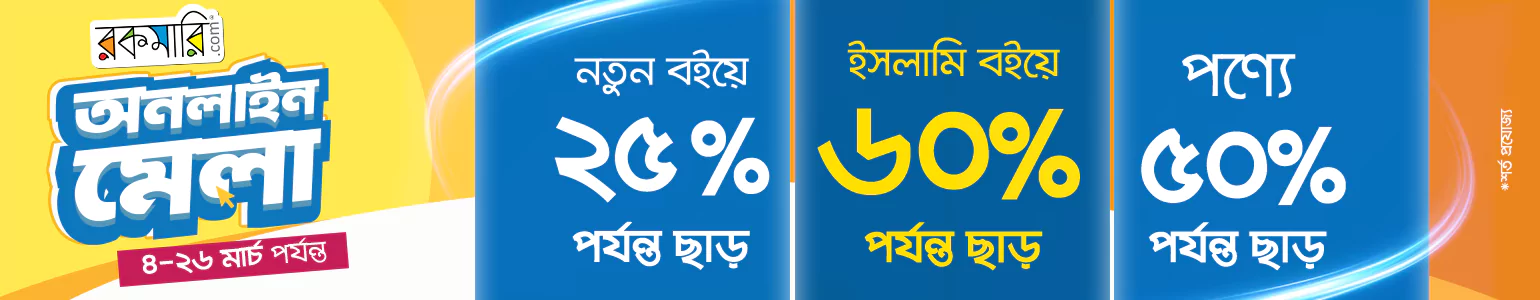 রকমারি.com
অনলাইন
মেলা
৪-২৬ মার্চ পর্যন্ত
নতুন বইয়ে
২৫%
পর্যন্ত ছাড়
ইসলামি বইয়ে
৬০%
পর্যন্ত ছাড়
পণ্যে
৫০%
পর্যন্ত ছাড়
*শর্ত প্রযোজ্য